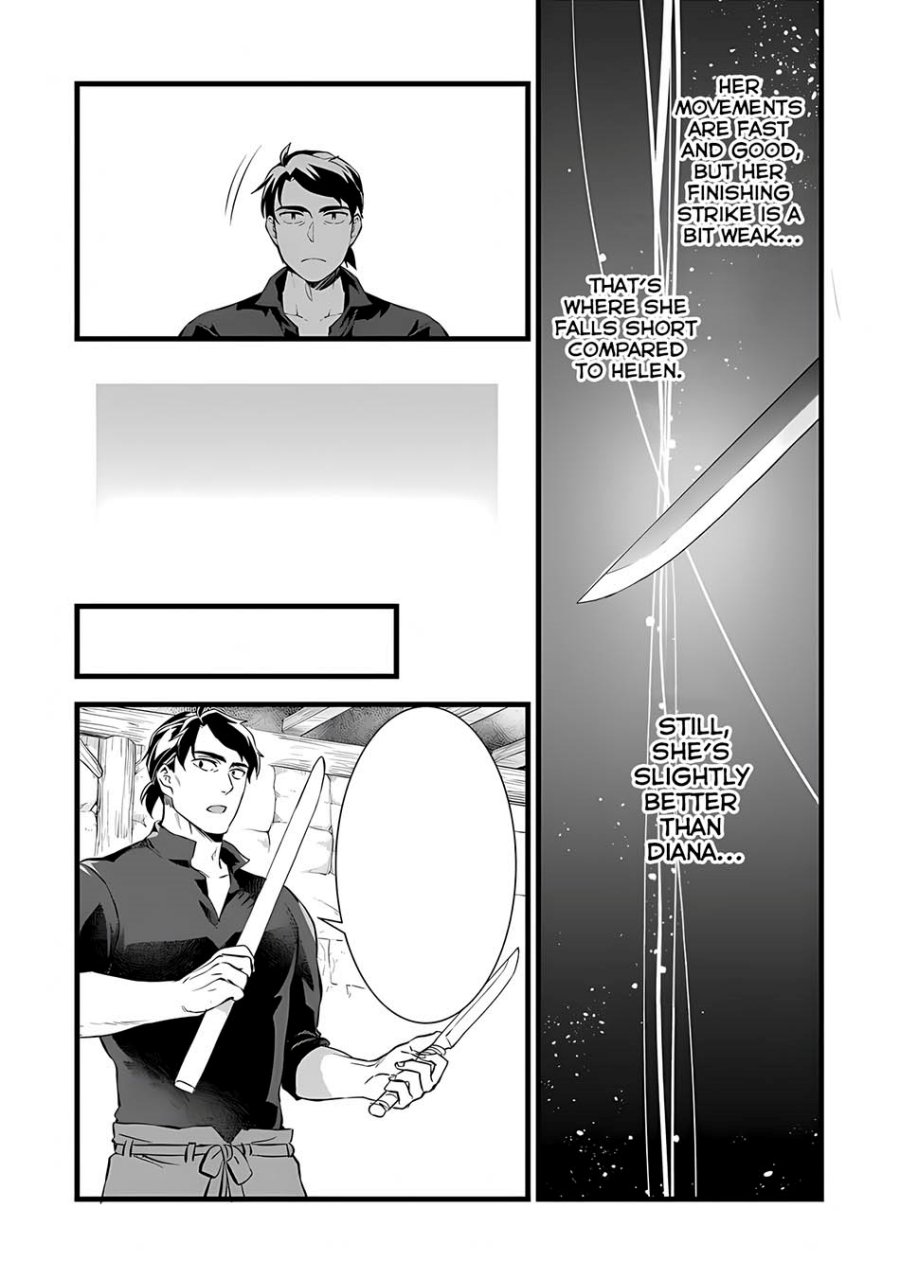 HER
MOVEMENTS
ARE FAST
AND GOOD,
BUT HER
FINISHING
STRIKE IS A
BIT WEAK...
THAT'S
WHERE SHE
FALLS SHORT
COMPARED
TO HELEN.
STILL,
SHE'S
SLIGHTLY
BETTER
THAN
DIANA...